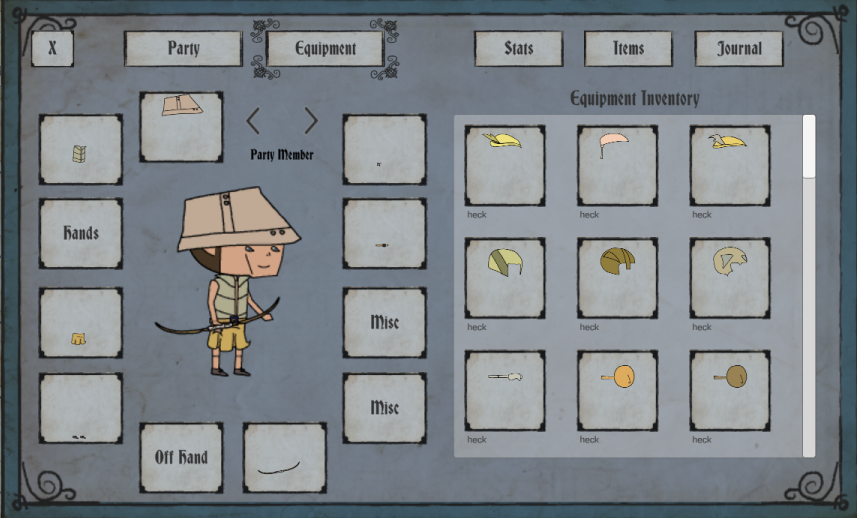 X
Party
Equipment
Stats
Items
Journal
Equipment Inventory
Party Member
Hands
Misc
Misc
Off Hand
heck
heck
heck
heck
heck
heck
heck
heck
heck